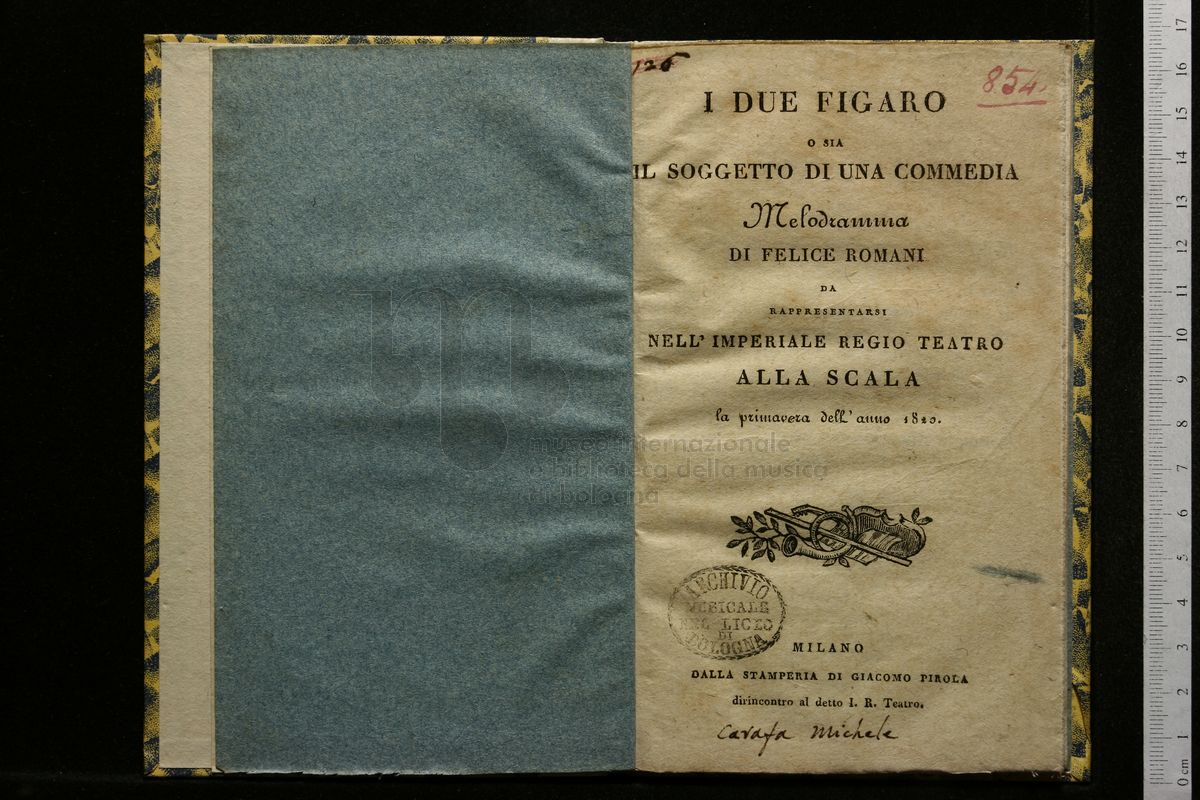 126
854.
I DUE FIGARO
O SIA
IL SOGGETTO DI UNA COMMEDIA
Melodramma
DI FELICE ROMANI
DA
RAPPRESENTARSI
NELL' IMPERIALE REGIO TEATRO
ALLA SCALA
la primavera dell' anno 1820.
museo internazionale
e biblioteca della musica
di bologna
ARCHIVIO
MUSICALE
DEL LICEO
DI
BOLOGNA
MILANO
DALLA STAMPERIA DI GIACOMO PIROLA
dirincontro al detto I. R. Teatro.
Carafa Michele
17
16
15
14
13
12
11
10
9
8
7
6
5
4
3
2
1
0 cm